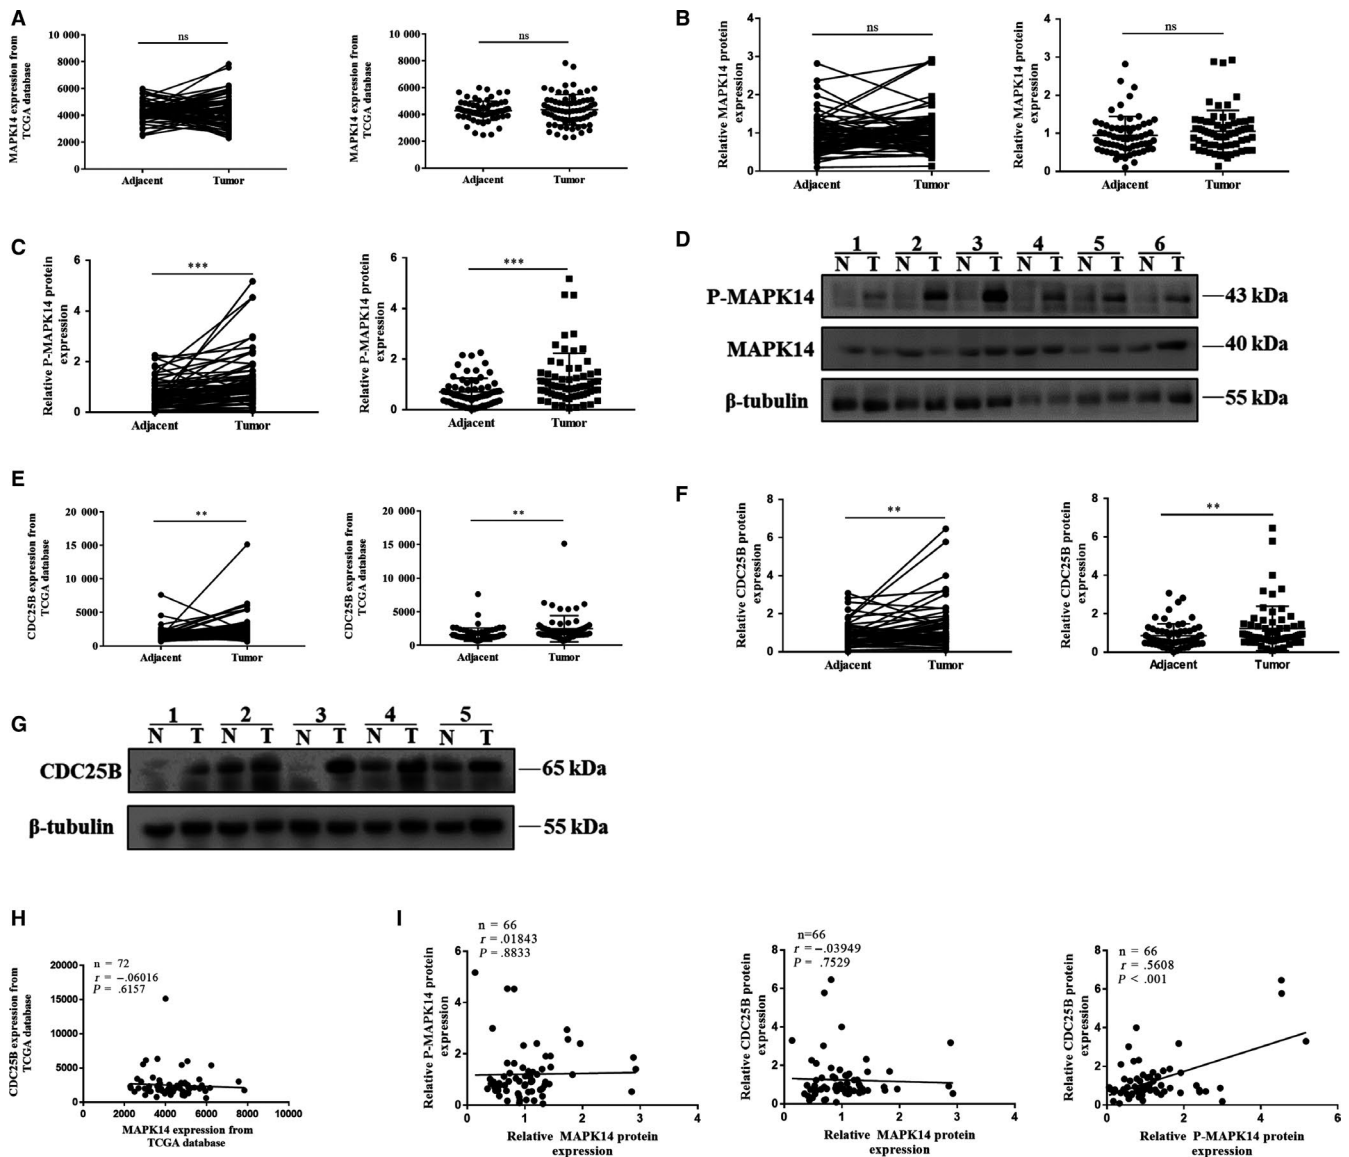 A
MAPK14 expression from
TCGA database
10 000
8000
6000
4000
2000
0
ns
Adjacent
Tumor
MAPK14 expression from
TCGA database
10 000
8000
6000
4000
2000
0
ns
Adjacent
Tumor
B
Relative MAPK14 protein
expression
4
3
2
1
0
ns
Adjacent
Tumor
Relative MAPK14 protein
expression
4
3
2
1
0
ns
Adjacent
Tumor
C
Relative P-MAPK14 protein
expression
6
4
2
0
***
Adjacent
Tumor
Relative P-MAPK14 protein
expression
6
4
2
0
***
Adjacent
Tumor
D
1 2 3 4 5 6
N T N T N T N T N T N T
P-MAPK14
43 kDa
MAPK14
40 kDa
β-tubulin
55 kDa
E
CDC25B expression from
TCGA database
20 000
15 000
10 000
5000
0
**
Adjacent
Tumor
CDC25B expression from
TCGA database
20 000
15 000
10 000
5000
0
**
Adjacent
Tumor
F
Relative CDC25B protein
expression
8
6
4
2
0
**
Adjacent
Tumor
Relative CDC25B protein
expression
8
6
4
2
0
**
Adjacent
Tumor
G
1 2 3 4 5
N T N T N T N T N T
CDC25B
65 kDa
β-tubulin
55 kDa
H
CDC25B expression from
TCGA database
20000
15000
10000
5000
0
n = 72
r = -.06016
P = .6157
0 2000 4000 6000 8000 10000
MAPK14 expression from
TCGA database
I
Relative P-MAPK14 protein
expression
6
4
2
0
n = 66
r = .01843
P = .8833
0 1 2 3 4
Relative MAPK14 protein
expression
Relative CDC25B protein
expression
8
6
4
2
0
n=66
r = -.03949
P = .7529
0 1 2 3 4
Relative MAPK14 protein
expression
Relative CDC25B protein
expression
8
6
4
2
0
n = 66
r = .5608
P < .001
0 2 4 6
Relative P-MAPK14 protein
expression